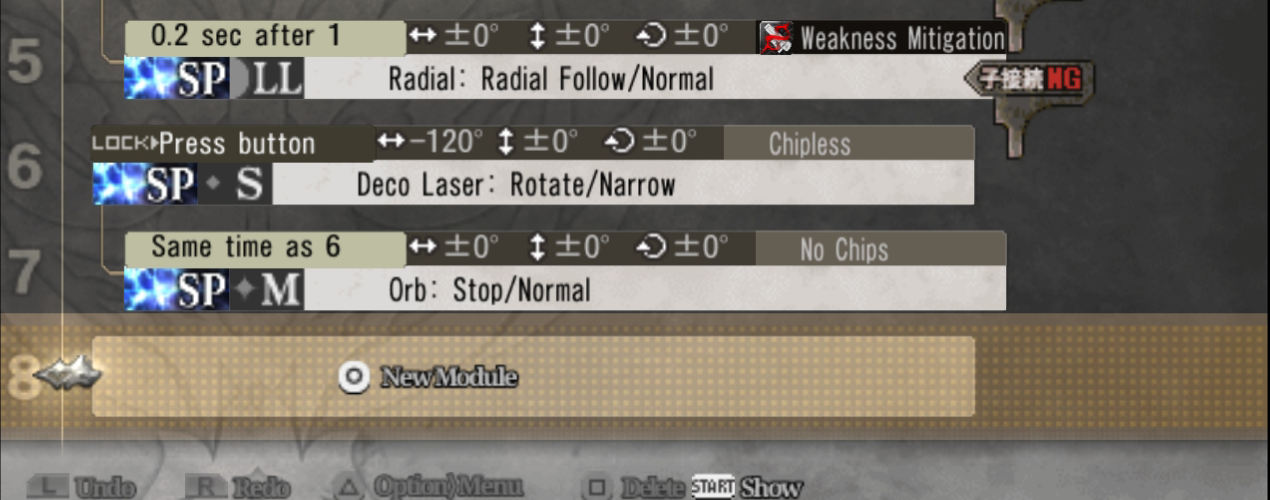 5
0.2 sec after 1 ↔±0° ↕±0° ±0° Weakness Mitigation
SP LL Radial: Radial Follow/Normal 子接続NG
6
LOCK Press button ↔-120° ↕±0° ±0° Chipless
SP S Deco Laser: Rotate/Narrow
7
Same time as 6 ↔±0° ↕±0° ±0° No Chips
SP M Orb: Stop/Normal
8
New Module
L Undo R Redo △ Option)Menu □ Delete START Show